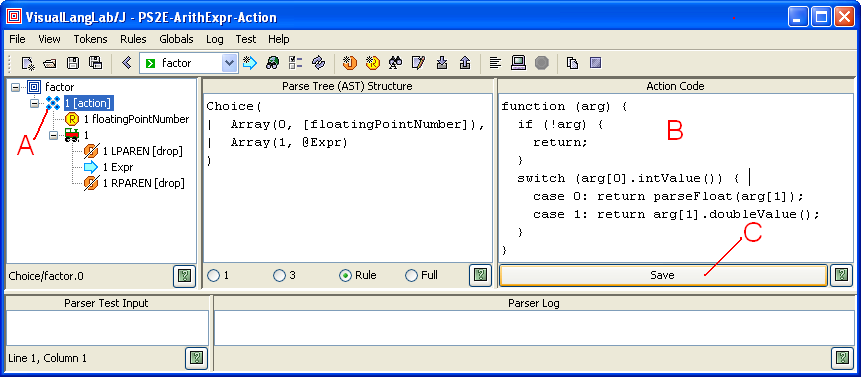 VisualLangLab/J - PS2E-ArithExpr-Action
File View Tokens Rules Globals Log Test Help
factor
factor
1 [action]
1 floatingPointNumber
1
1 LPAREN [drop]
1 Expr
1 RPAREN [drop]
A
Choice/factor.0
Parse Tree (AST) Structure
Choice(
|  Array(0, [floatingPointNumber]),
|  Array(1, @Expr)
)
1 3 Rule Full
Action Code
function (arg) {
  if (!arg) {
    return;
  }
  switch (arg[0].intValue()) {
    case 0: return parseFloat(arg[1]);
    case 1: return arg[1].doubleValue();
  }
}
B
C
Save
Parser Test Input
Line 1, Column 1
Parser Log